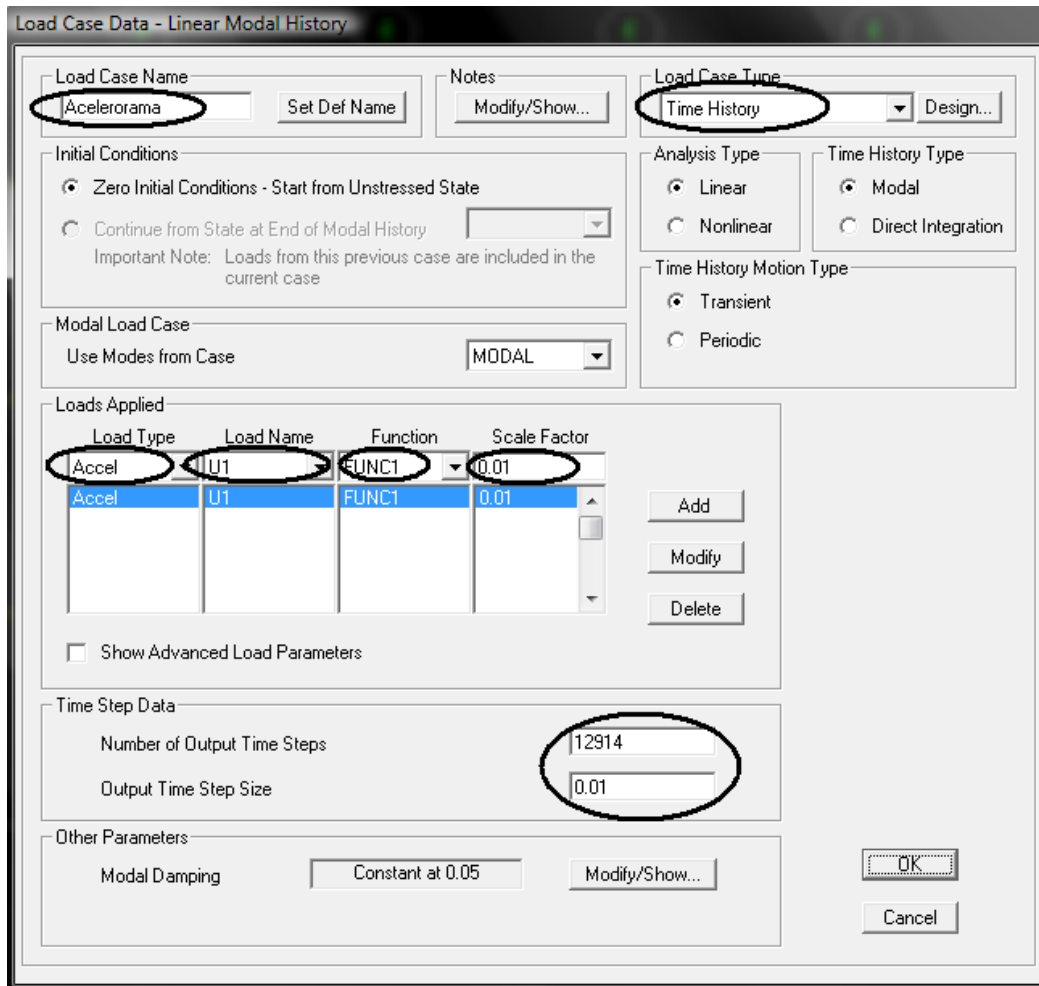 Load Case Data - Linear Modal History
Load Case Name
Acelerorama
Set Def Name
Notes
Modify/Show...
Load Case Type
Time History
Design...
Initial Conditions
Zero Initial Conditions - Start from Unstressed State
Continue from State at End of Modal History
Important Note: Loads from this previous case are included in the
current case
Analysis Type
Linear
Nonlinear
Time History Type
Modal
Direct Integration
Time History Motion Type
Transient
Periodic
Modal Load Case
Use Modes from Case
MODAL
Loads Applied
Load Type Load Name Function Scale Factor
Accel U1 FUNC1 0.01
Accel U1 FUNC1 0.01
Add
Modify
Delete
Show Advanced Load Parameters
Time Step Data
Number of Output Time Steps 12914
Output Time Step Size 0.01
Other Parameters
Modal Damping Constant at 0.05 Modify/Show...
OK
Cancel